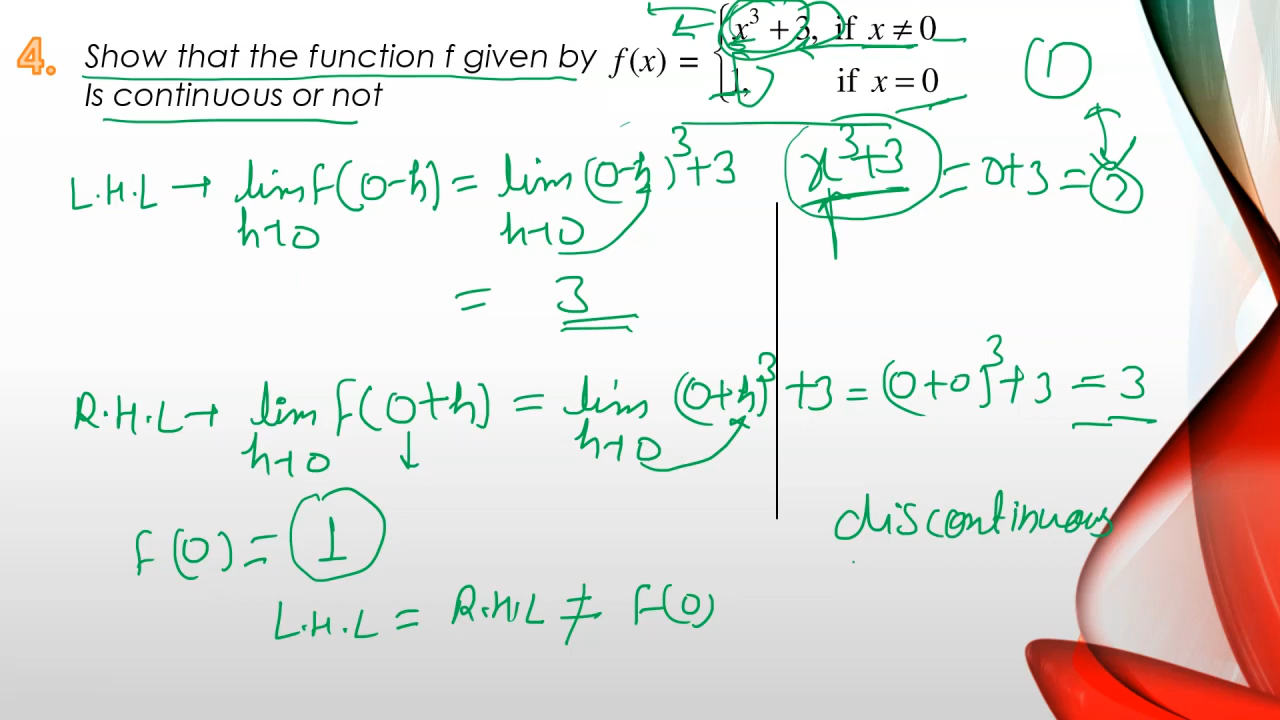 4. Show that the function f given by f(x) = { x³ + 3, if x ≠ 0
Is continuous or not 1, if x = 0
①
L.H.L → lim f(0-h) = lim (0-h)³+3
h→0 h→0
x³+3 = 0+3 = 3
= 3
R.H.L → lim f(0+h) = lim (0+h)³ +3 = (0+0)³+3 = 3
h→0 h→0
f(0) = 1
discontinuous
L.H.L = R.H.L ≠ f(0)